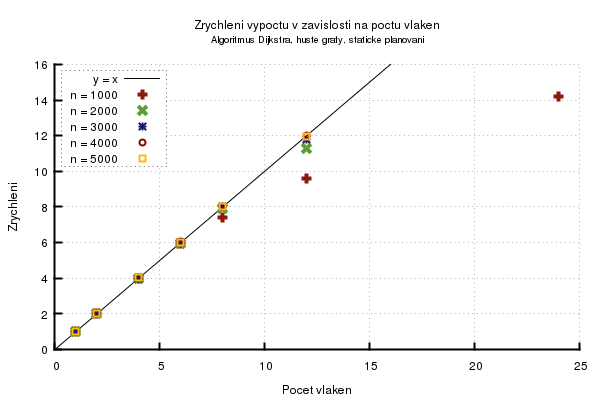 Zrychleni vypoctu v zavislosti na poctu vlaken
Algoritmus Dijkstra, huste grafy, staticke planovani
16
14
12
10
8
6
4
2
0
y = x
n = 1000
n = 2000
n = 3000
n = 4000
n = 5000
Zrychleni
0 5 10 15 20 25
Pocet vlaken